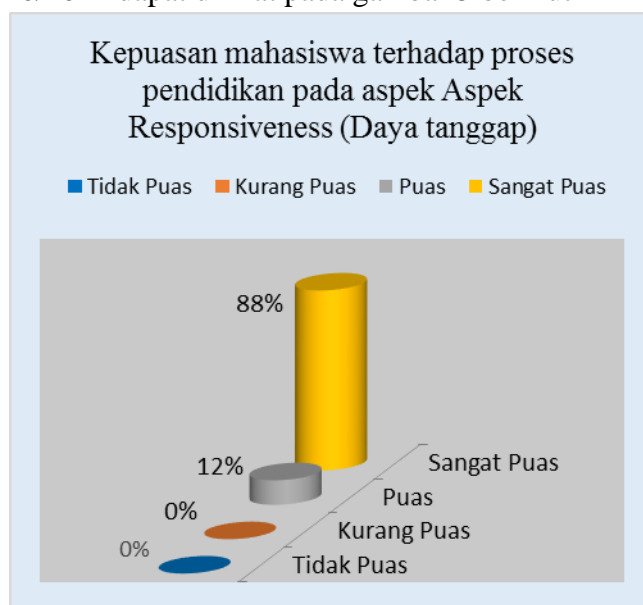 Kepuasan mahasiswa terhadap proses
pendidikan pada aspek Aspek
Responsiveness (Daya tanggap)
Tidak Puas Kurang Puas Puas Sangat Puas
88%
12%
0%
0%
Sangat Puas
Puas
Kurang Puas
Tidak Puas